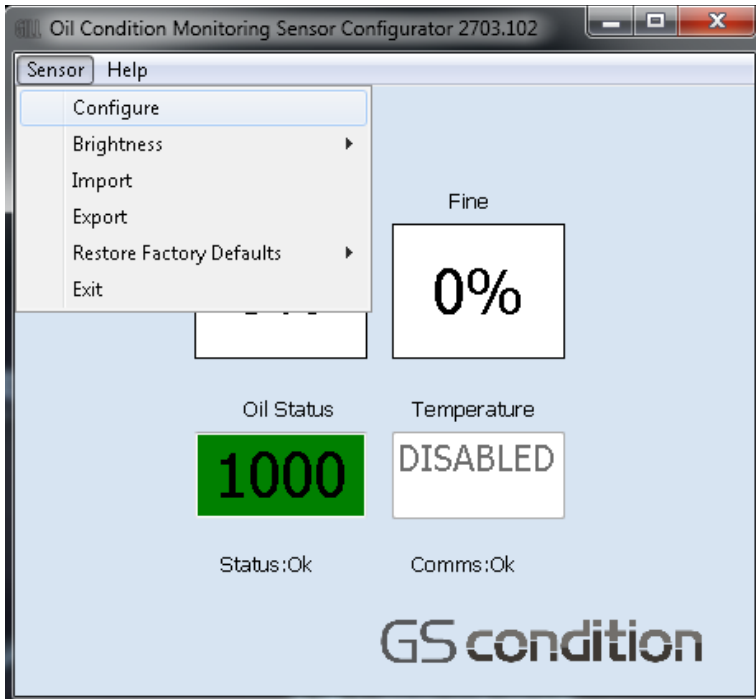 GILL Oil Condition Monitoring Sensor Configurator 2703.102
Sensor Help
Configure
Brightness
Import
Export
Restore Factory Defaults
Exit
Fine
0%
Oil Status Temperature
1000 DISABLED
Status:Ok Comms:Ok
GS condition